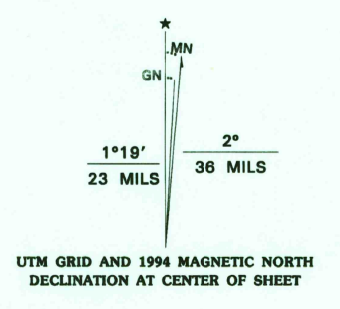 MN
GN
1°19′
23 MILS
2°
36 MILS
UTM GRID AND 1994 MAGNETIC NORTH
DECLINATION AT CENTER OF SHEET